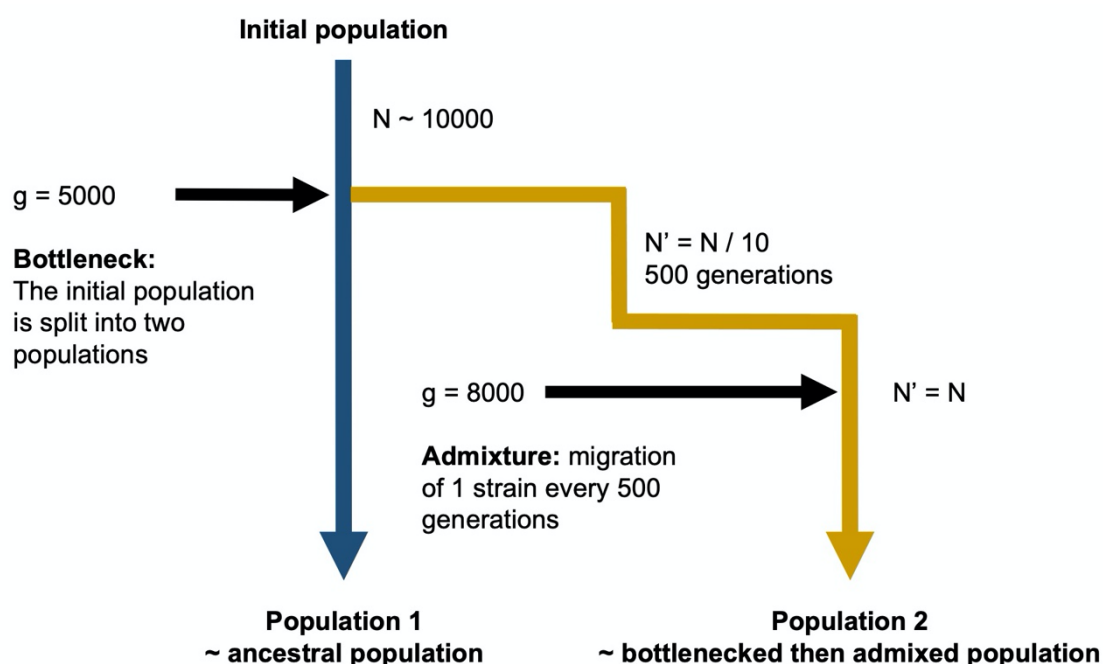 Initial population
N ~ 10000
g = 5000
Bottleneck:
The initial population
is split into two
populations
N’ = N / 10
500 generations
g = 8000
N’ = N
Admixture: migration
of 1 strain every 500
generations
Population 1
~ ancestral population
Population 2
~ bottlenecked then admixed population